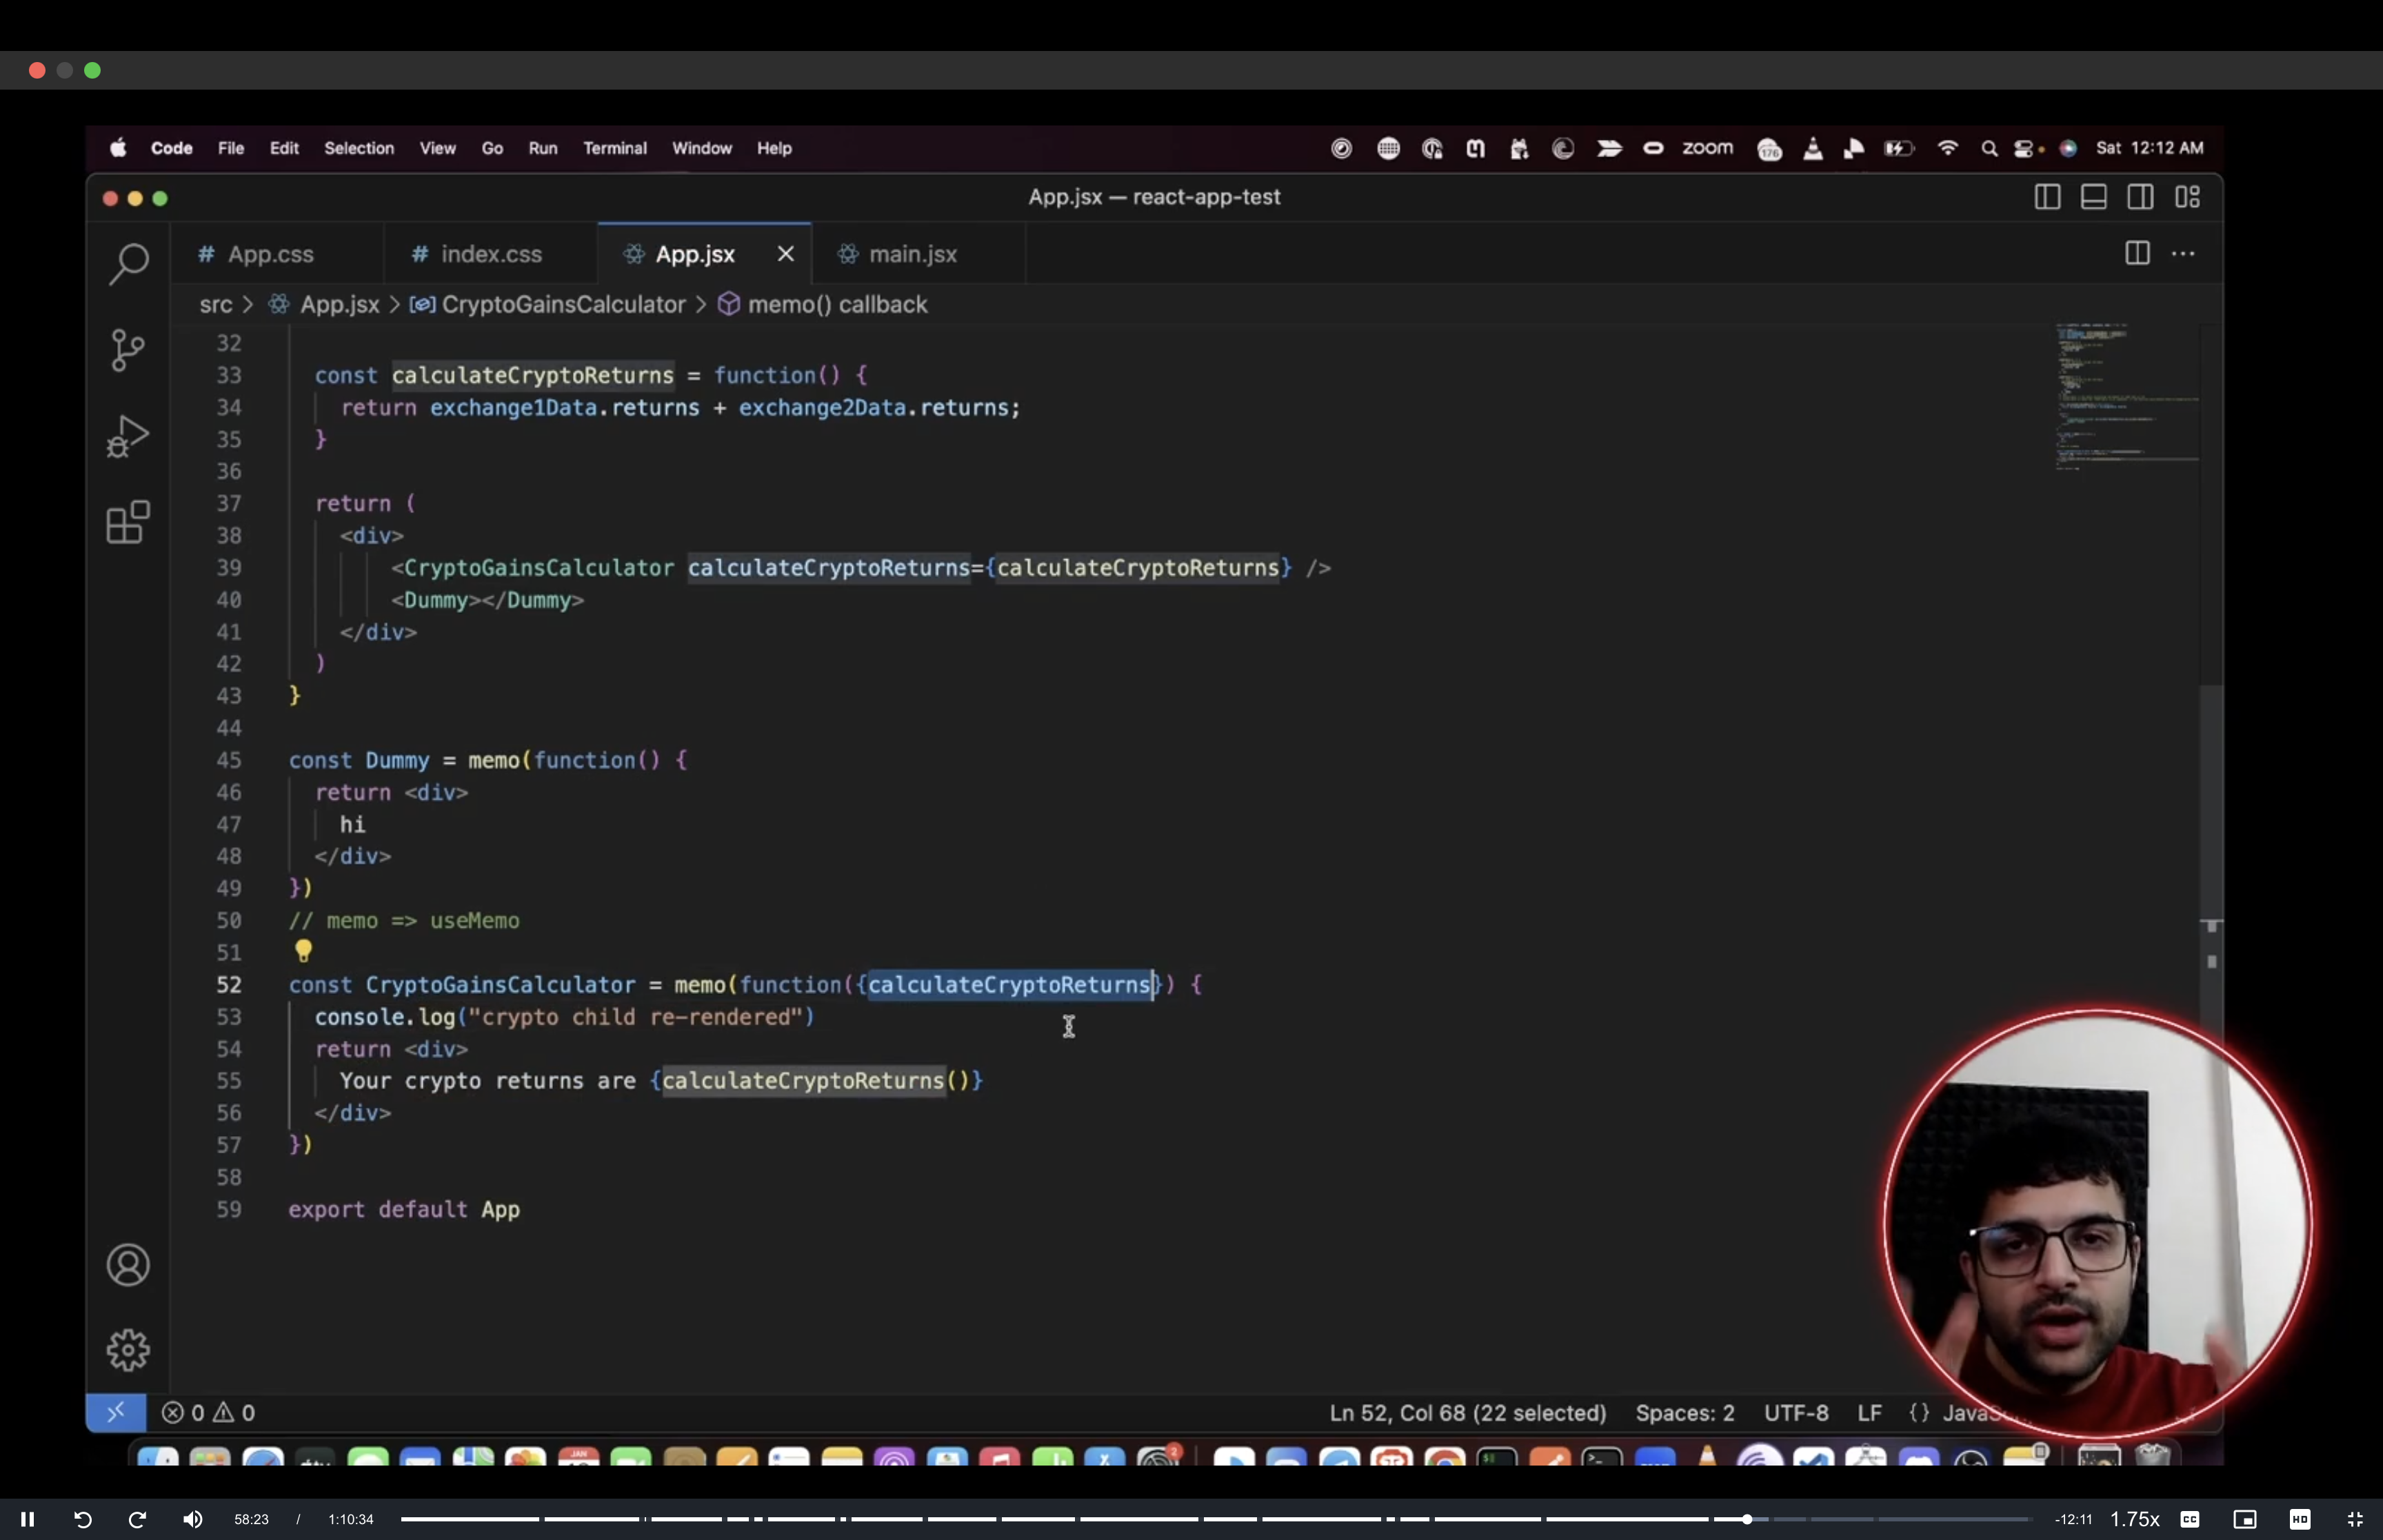 Code File Edit Selection View Go Run Terminal Window Help zoom 176 Sat 12:12 AM
App.jsx — react-app-test
# App.css # index.css App.jsx main.jsx
src > App.jsx > CryptoGainsCalculator > memo() callback
32
33 const calculateCryptoReturns = function() {
34 return exchange1Data.returns + exchange2Data.returns;
35 }
36
37 return (
38 <div>
39 <CryptoGainsCalculator calculateCryptoReturns={calculateCryptoReturns} />
40 <Dummy></Dummy>
41 </div>
42 )
43 }
44
45 const Dummy = memo(function() {
46 return <div>
47 hi
48 </div>
49 })
50 // memo => useMemo
51
52 const CryptoGainsCalculator = memo(function({calculateCryptoReturns}) {
53 console.log("crypto child re-rendered")
54 return <div>
55 Your crypto returns are {calculateCryptoReturns()}
56 </div>
57 })
58
59 export default App
0 0 Ln 52, Col 68 (22 selected) Spaces: 2 UTF-8 LF {}
JAN 2
58:23 / 1:10:34 -12:11 1.75x CC HD